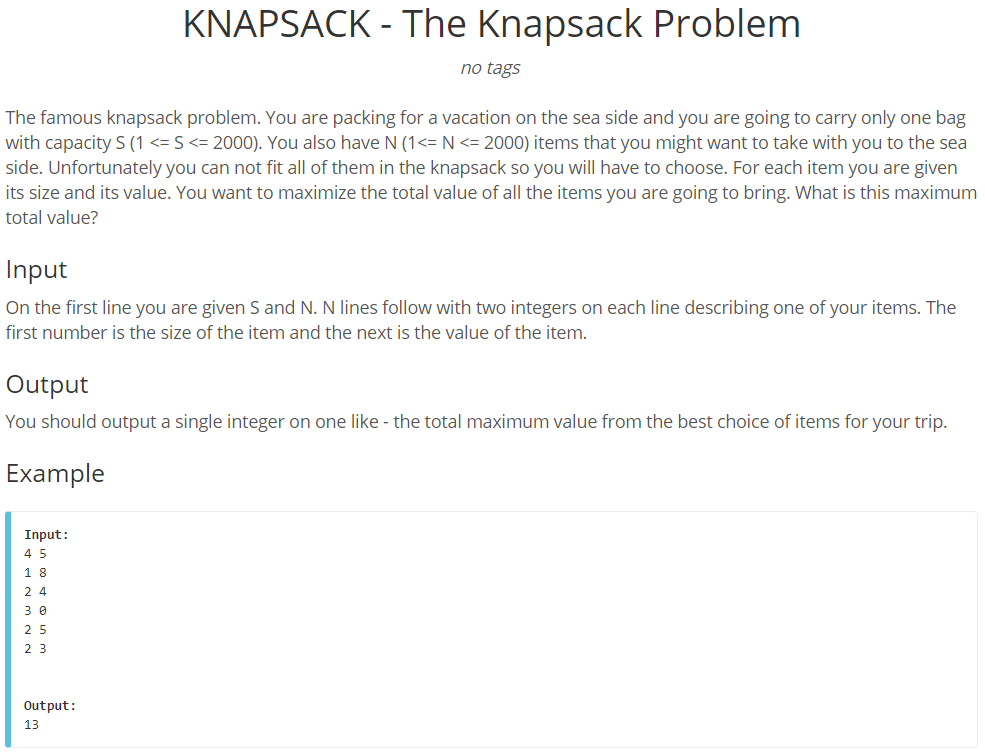 KNAPSACK - The Knapsack Problem
no tags
The famous knapsack problem. You are packing for a vacation on the sea side and you are going to carry only one bag
with capacity S (1 <= S <= 2000). You also have N (1<= N <= 2000) items that you might want to take with you to the sea
side. Unfortunately you can not fit all of them in the knapsack so you will have to choose. For each item you are given
its size and its value. You want to maximize the total value of all the items you are going to bring. What is this maximum
total value?
Input
On the first line you are given S and N. N lines follow with two integers on each line describing one of your items. The
first number is the size of the item and the next is the value of the item.
Output
You should output a single integer on one like - the total maximum value from the best choice of items for your trip.
Example
Input:
4 5
1 8
2 4
3 0
2 5
2 3
Output:
13